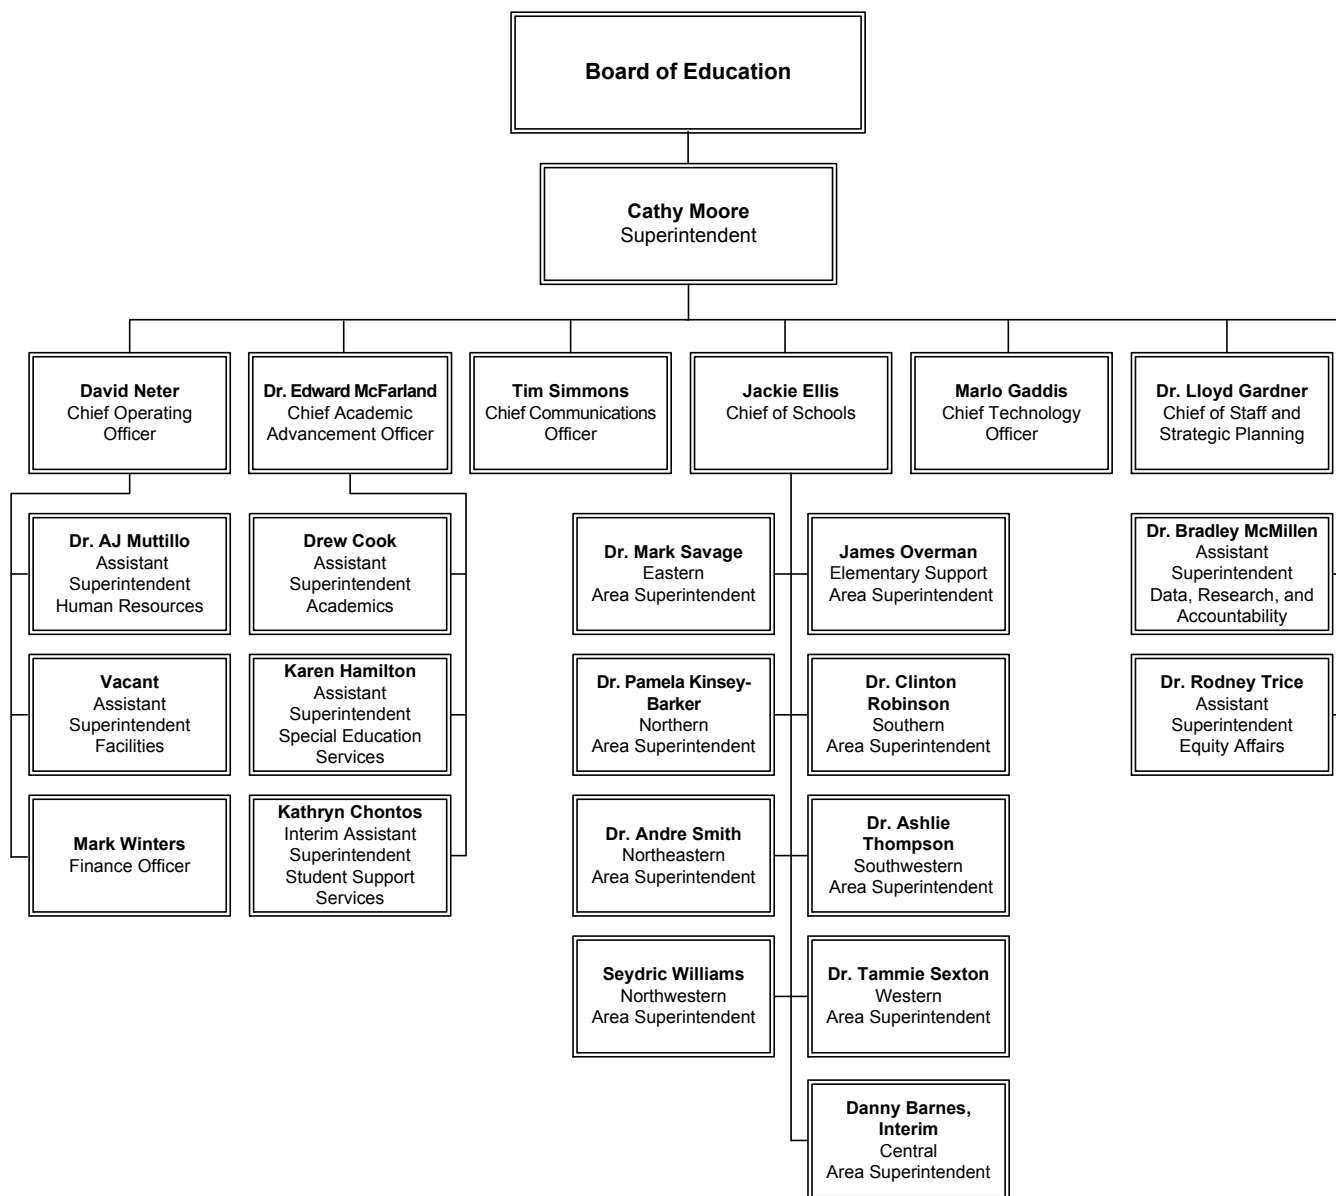 Board of Education
Cathy Moore
Superintendent
David Neter
Chief Operating
Officer
Dr. Edward McFarland
Chief Academic
Advancement Officer
Tim Simmons
Chief Communications
Officer
Jackie Ellis
Chief of Schools
Marlo Gaddis
Chief Technology
Officer
Dr. Lloyd Gardner
Chief of Staff and
Strategic Planning
Dr. AJ Muttillo
Assistant
Superintendent
Human Resources
Vacant
Assistant
Superintendent
Facilities
Mark Winters
Finance Officer
Drew Cook
Assistant
Superintendent
Academics
Karen Hamilton
Assistant
Superintendent
Special Education
Services
Kathryn Chontos
Interim Assistant
Superintendent
Student Support
Services
Dr. Mark Savage
Eastern
Area Superintendent
James Overman
Elementary Support
Area Superintendent
Dr. Pamela Kinsey-
Barker
Northern
Area Superintendent
Dr. Clinton
Robinson
Southern
Area Superintendent
Dr. Andre Smith
Northeastern
Area Superintendent
Dr. Ashlie
Thompson
Southwestern
Area Superintendent
Seydric Williams
Northwestern
Area Superintendent
Dr. Tammie Sexton
Western
Area Superintendent
Danny Barnes,
Interim
Central
Area Superintendent
Dr. Bradley McMillen
Assistant
Superintendent
Data, Research, and
Accountability
Dr. Rodney Trice
Assistant
Superintendent
Equity Affairs